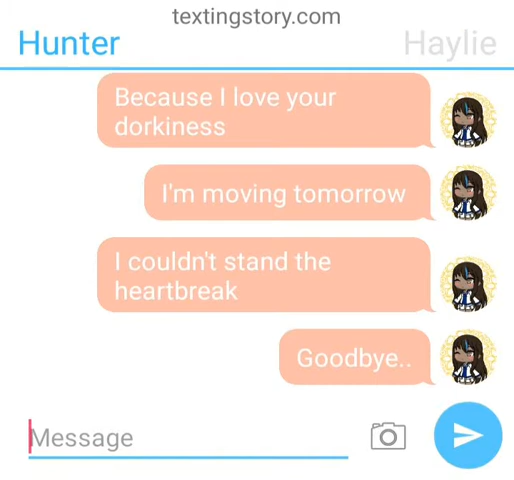 textingstory.com
Hunter
Haylie
Because I love your
dorkiness
I'm moving tomorrow
I couldn't stand the
heartbreak
Goodbye..
Message